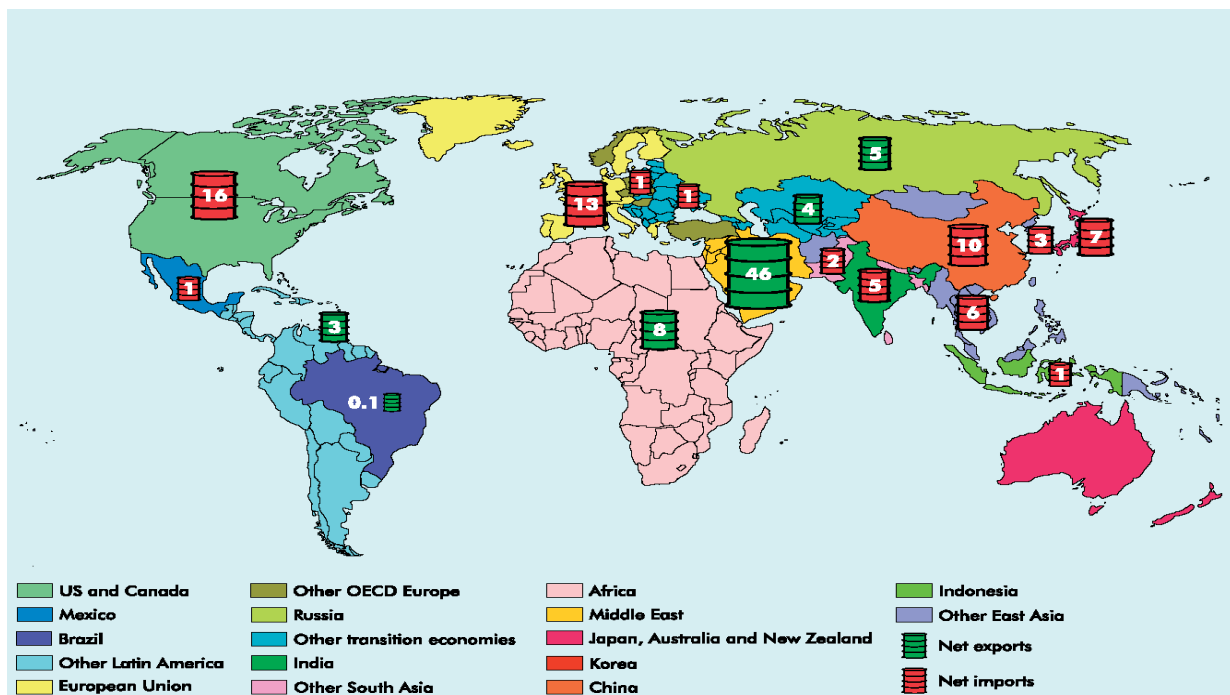 5
1
16
13
1
4
10
3
7
46
2
1
5
3
8
6
1
0.1
US and Canada
Mexico
Brazil
Other Latin America
European Union
Other OECD Europe
Russia
Other transition economies
India
Other South Asia
Africa
Middle East
Japan, Australia and New Zealand
Korea
China
Indonesia
Other East Asia
Net exports
Net imports